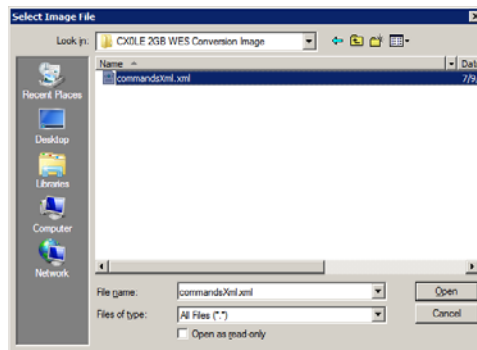 Select Image File
Look in:
CX0LE 2GB WES Conversion Image
Name
Dat
commandsXml.xml
7/9
Recent Places
Desktop
Libraries
Computer
Network
File name:
commandsXml.xml
Open
Files of type:
All Files (*.*)
Cancel
Open as read-only